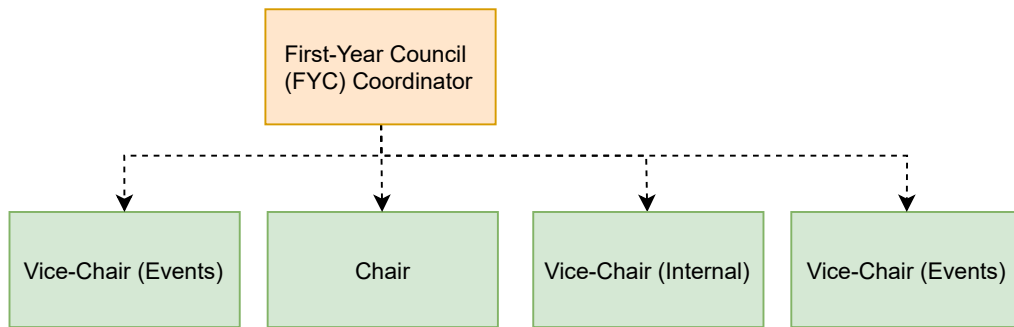 First-Year Council
(FYC) Coordinator
Vice-Chair (Events)
Chair
Vice-Chair (Internal)
Vice-Chair (Events)